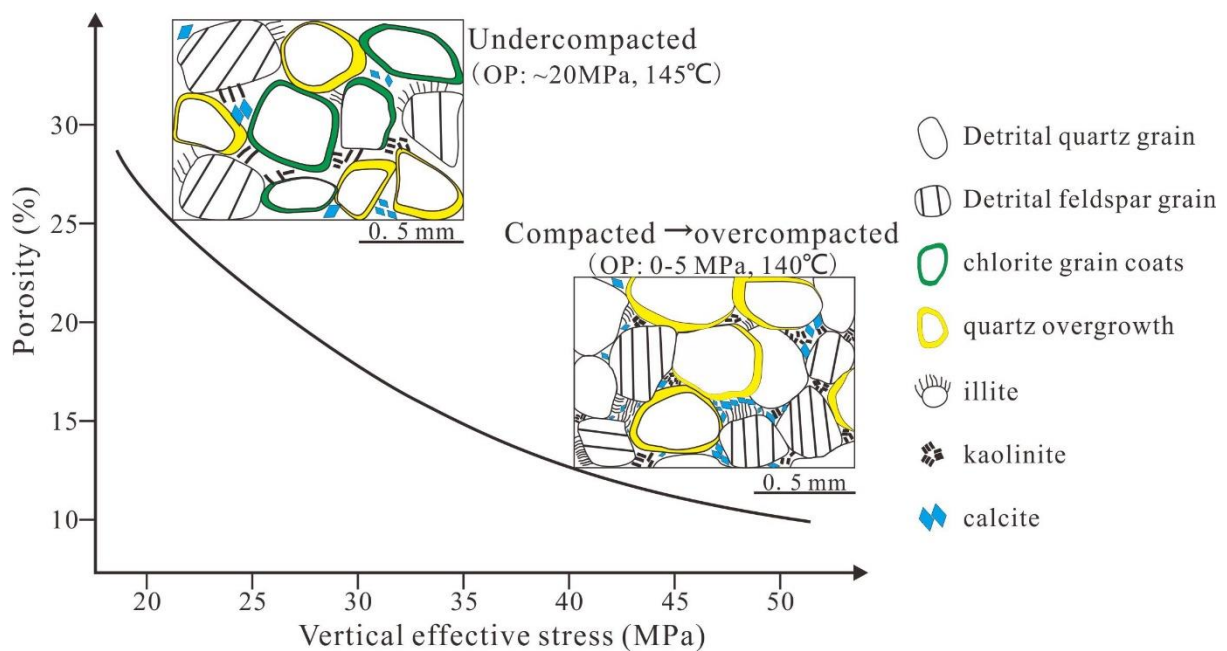 Undercompacted
(OP: ~20MPa, 145℃)
0.5 mm
Compacted →overcompacted
(OP: 0-5 MPa, 140℃)
0.5 mm
Porosity (%)
30
25
20
15
10
20 25 30 35 40 45 50
Vertical effective stress (MPa)
Detrital quartz grain
Detrital feldspar grain
chlorite grain coats
quartz overgrowth
illite
kaolinite
calcite